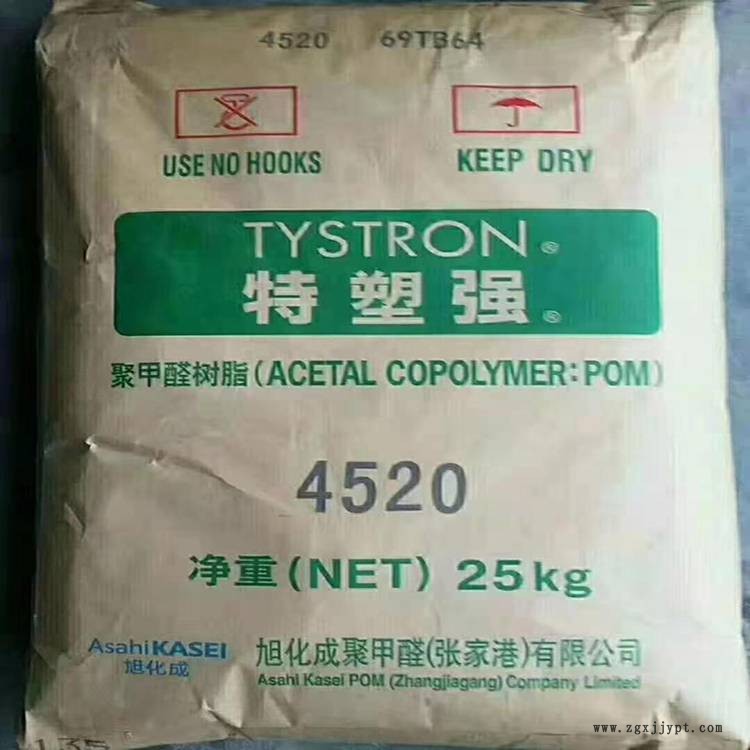 4520 69TB64
USE NO HOOKS KEEP DRY
TYSTRON®
特塑强®
聚甲醛树脂(ACETAL COPOLYMER:POM)
4520
净重(NET) 25kg
AsahiKASEI
旭化成
旭化成聚甲醛(张家港)有限公司
Asahi Kasei POM (Zhangjiagang) Company Limited
www.zgxjjypt.com